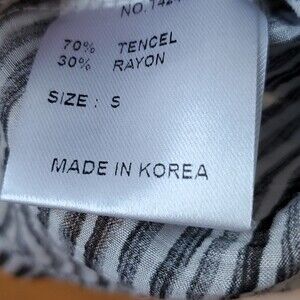 70% TENCEL
30% RAYON
SIZE : S
MADE IN KOREA